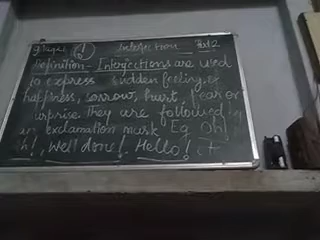 Interjection
Definition- Interjections are used
to express sudden feeling of
happiness, sorrow, hurt, fear or
surprise they are followed by
an exclamation mark Eg Oh!
Well done! Hello!